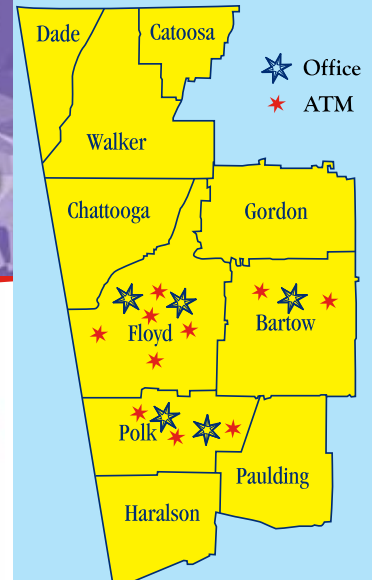 Dade
Catoosa
Office
ATM
Walker
Chattooga
Gordon
Floyd
Bartow
Polk
Paulding
Haralson